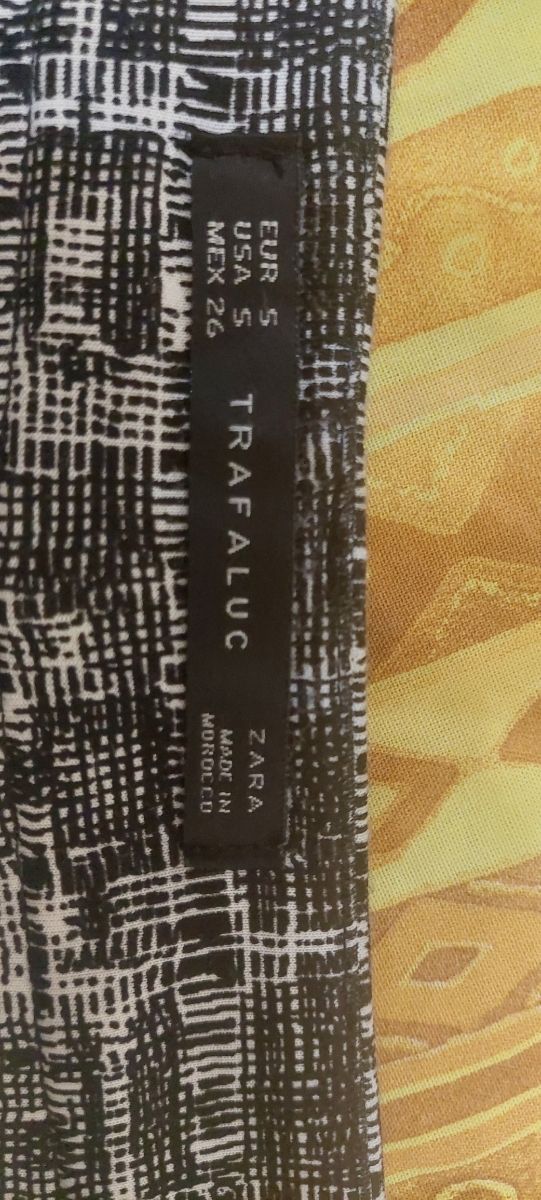 EUR S
USA S
MEX 26
TRAFALUC
ZARA
MADE IN
MOROCCO